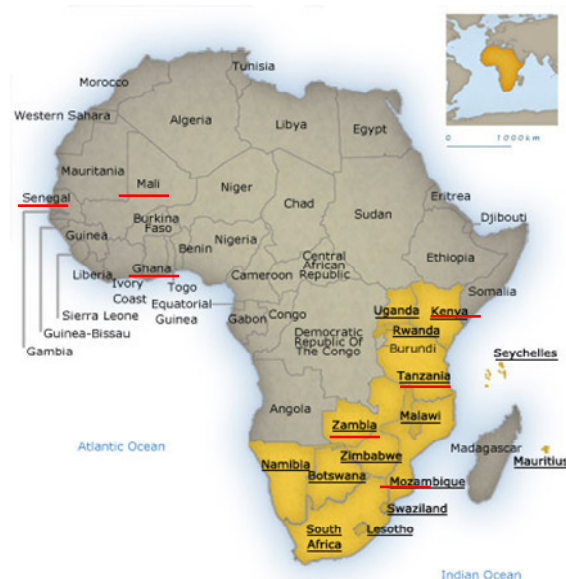 Tunisia
Morocco
Western Sahara
Algeria
Libya
Egypt
Mauritania
Mali
Niger
Senegal
Chad
Eritrea
Sudan
Burkina
Faso
Djibouti
Guinea
Benin
Nigeria
Ethiopia
Central
African
Republic
Ghana
Liberia
Cameroon
Ivory
Coast
Togo
Somalia
Sierra Leone
Equatorial
Guinea
Uganda
Kenya
Guinea-Bissau
Gabon
Congo
Rwanda
Gambia
Democratic
Republic Of
The Congo
Burundi
Seychelles
Tanzania
Angola
Malawi
Zambia
Atlantic Ocean
Madagascar
Zimbabwe
Mauritius
Namibia
Botswana
Mozambique
Swaziland
South
Africa
Lesotho
Indian Ocean
0 1000km